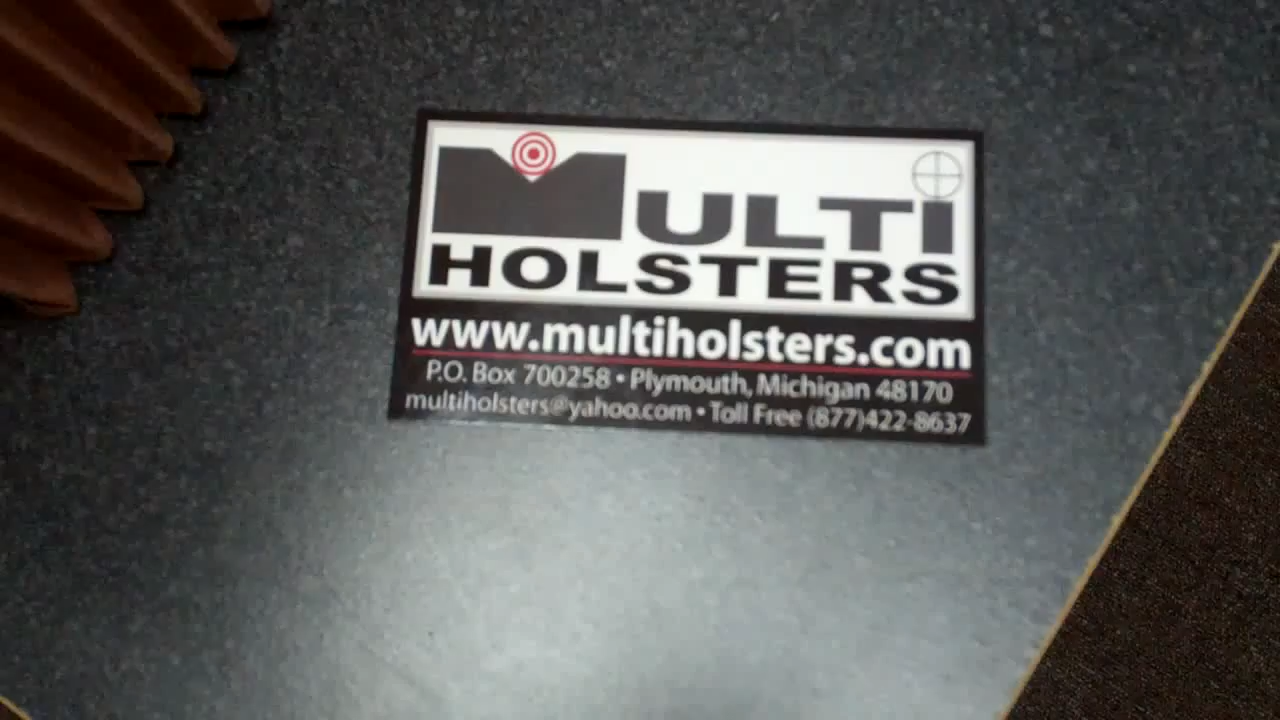 MULTI
HOLSTERS
www.multiholsters.com
P.O. Box 700258 • Plymouth, Michigan 48170
multiholsters@yahoo.com • Toll Free (877)422-8637